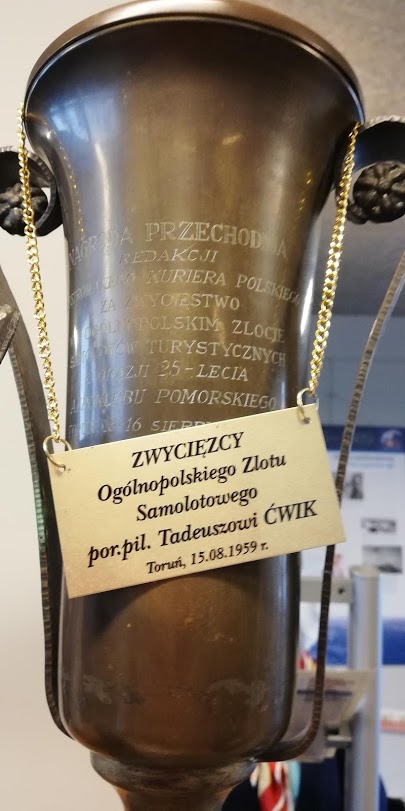 NAGRODA PRZECHODNIA
REDAKCJI
KURIERA POLSKIEGO
ZA ZWYCIĘSTWO
OGÓLNOPOLSKIM ZLOCIE
TURYSTYCZNYCH
OKAZJI 25-LECIA
AEROKLUBU POMORSKIEGO
16
ZWYCIĘZCY
Ogólnopolskiego Zlotu
Samolotowego
por.pil. Tadeuszowi ĆWIK
Toruń, 15.08.1959 r.